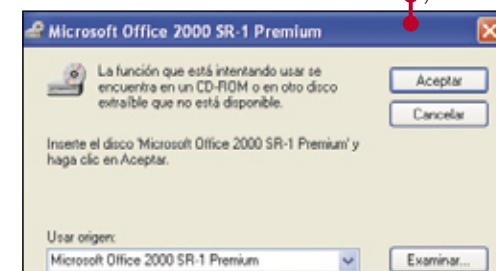 Microsoft Office 2000 SR-1 Premium
La función que está intentando usar se
encuentra en un CD-ROM o en otro disco
extraíble que no está disponible.
Aceptar
Cancelar
Inserte el disco 'Microsoft Office 2000 SR-1 Premium' y
haga clic en Aceptar.
Usar origen:
Microsoft Office 2000 SR-1 Premium
Examinar...